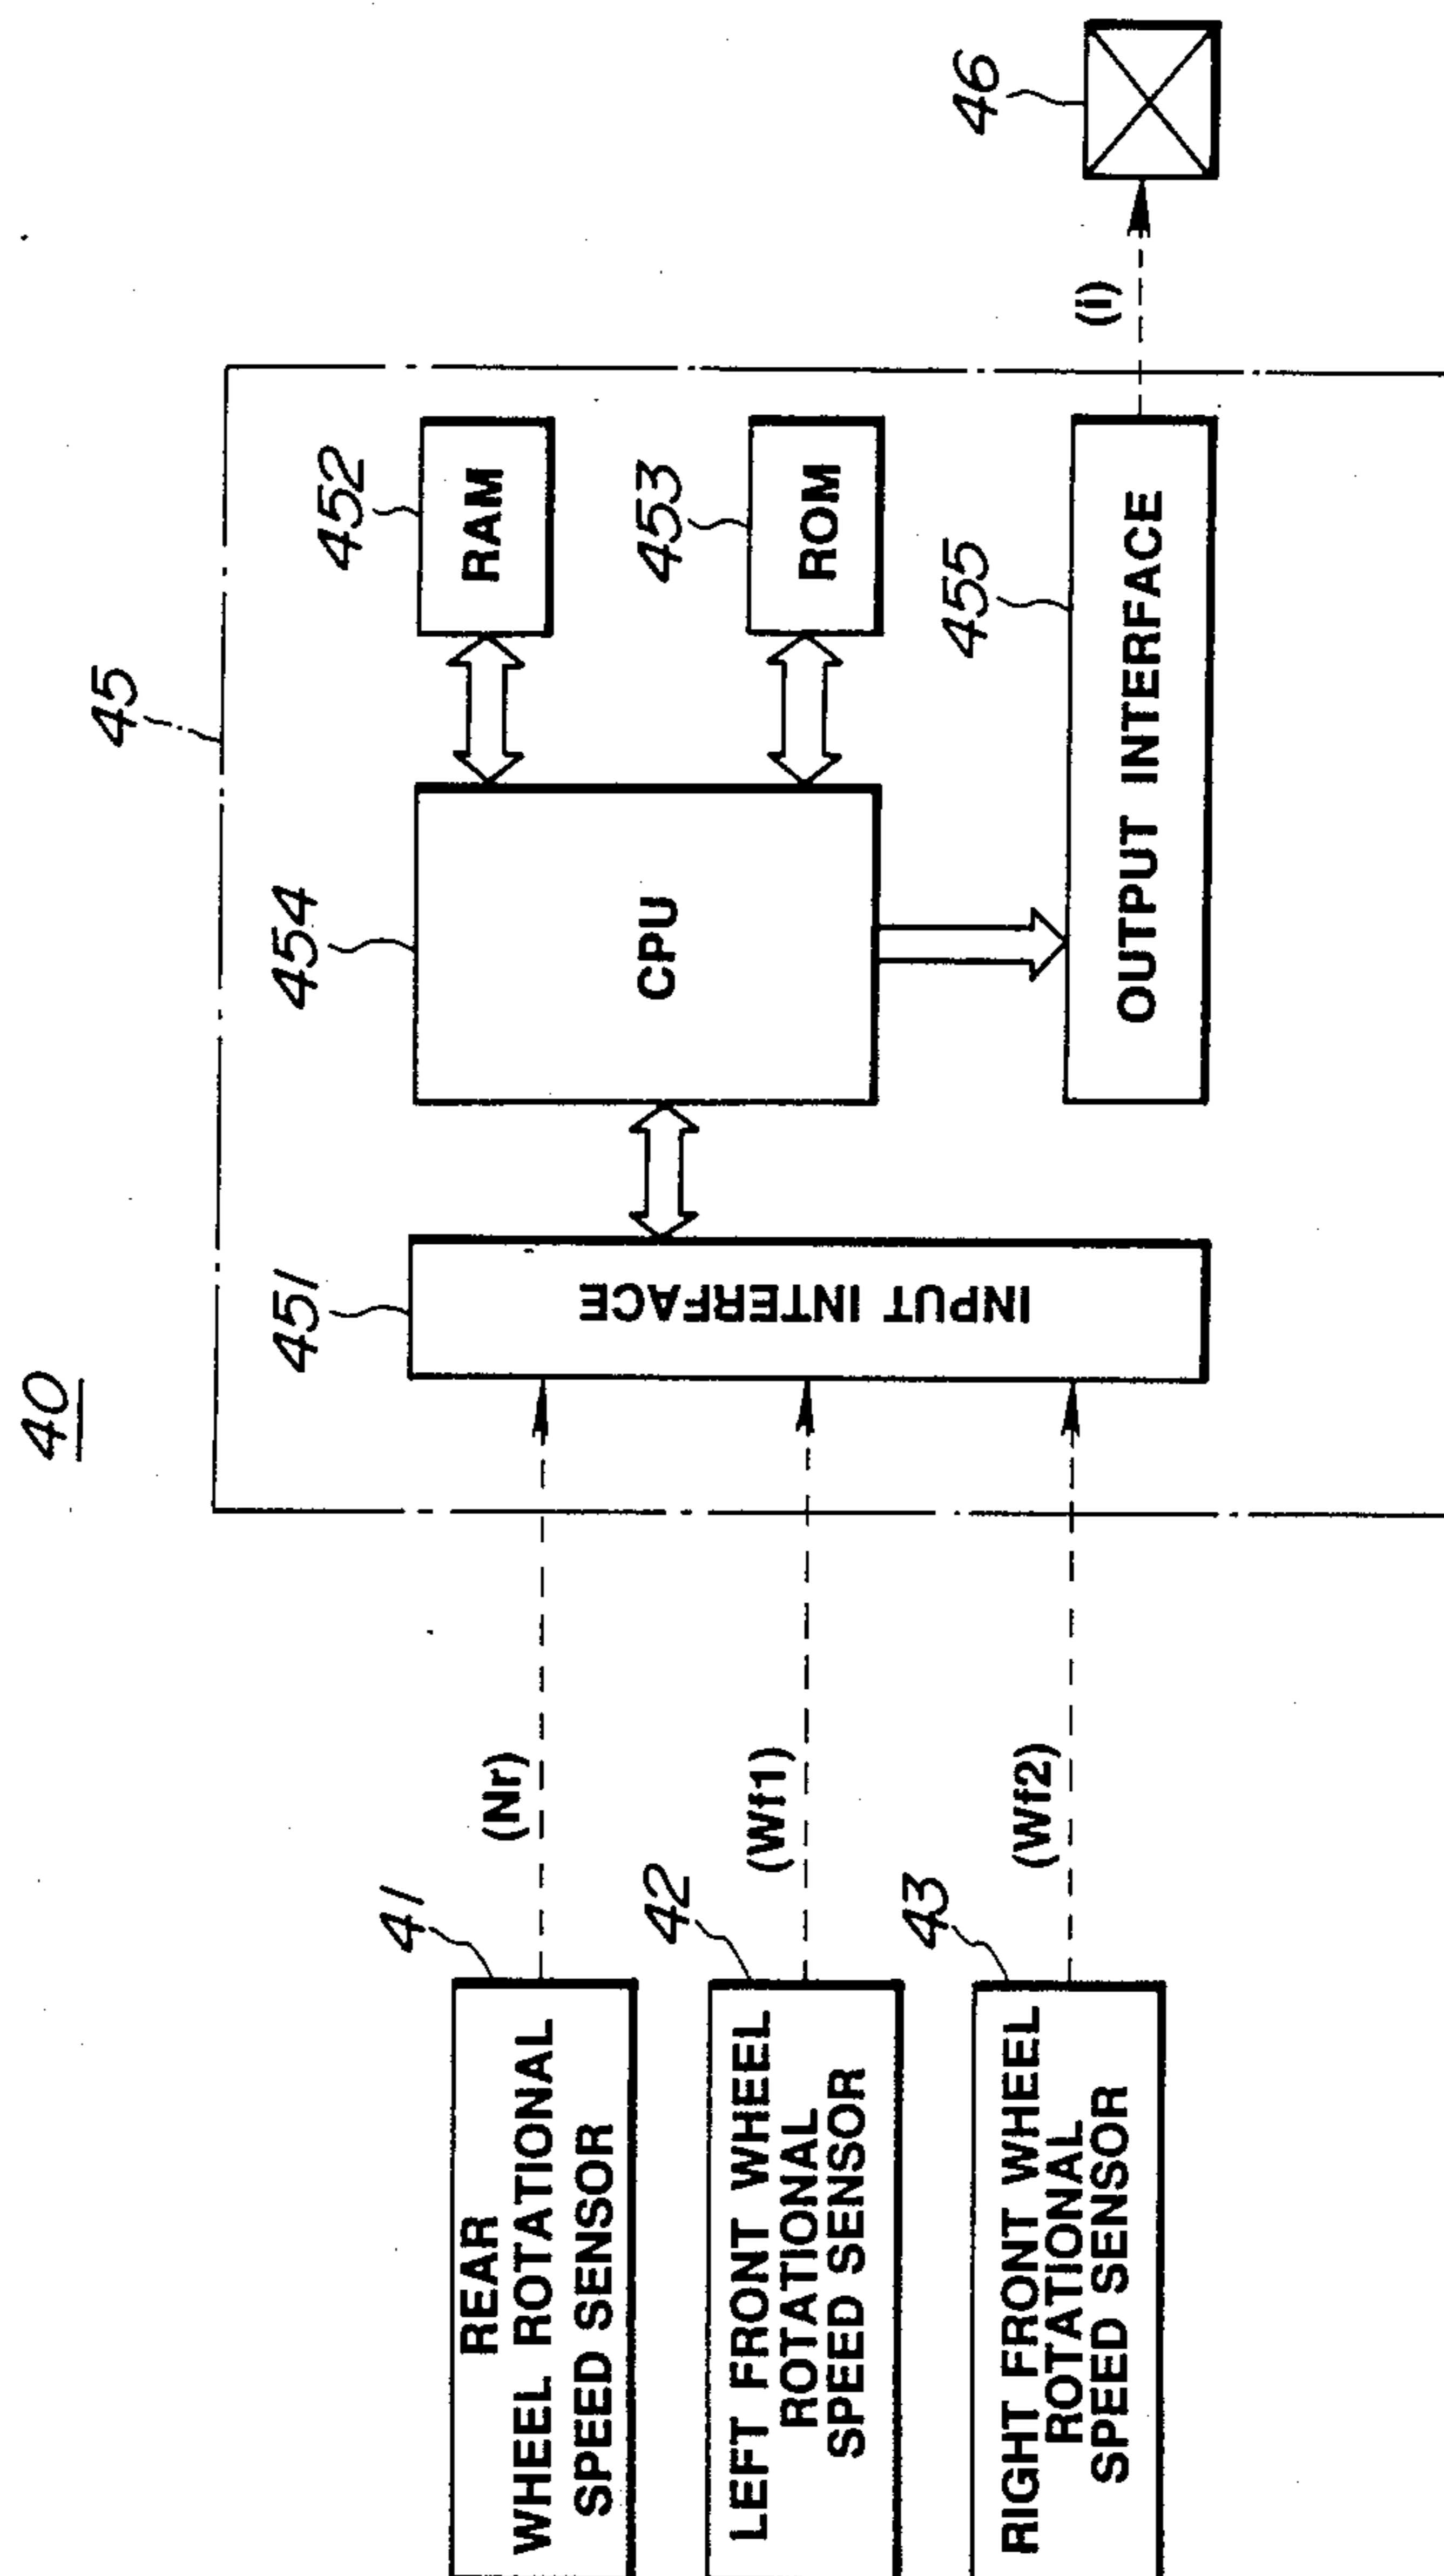 40
45
41
REAR
WHEEL ROTATIONAL
SPEED SENSOR
(Nr)
42
LEFT FRONT WHEEL
ROTATIONAL
SPEED SENSOR
(Wf1)
43
RIGHT FRONT WHEEL
ROTATIONAL
SPEED SENSOR
(Wf2)
451
INPUT INTERFACE
454
CPU
452
RAM
453
ROM
455
OUTPUT INTERFACE
(i)
46